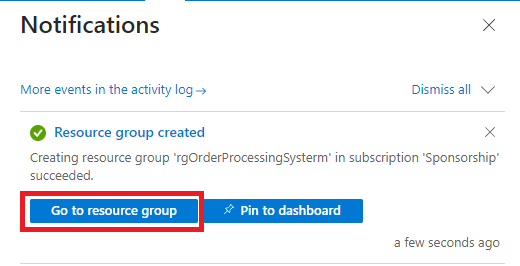 Notifications
More events in the activity log→
Dismiss all
Resource group created
Creating resource group 'rgOrderProcessingSysterm' in subscription 'Sponsorship'
succeeded.
Go to resource group
Pin to dashboard
a few seconds ago